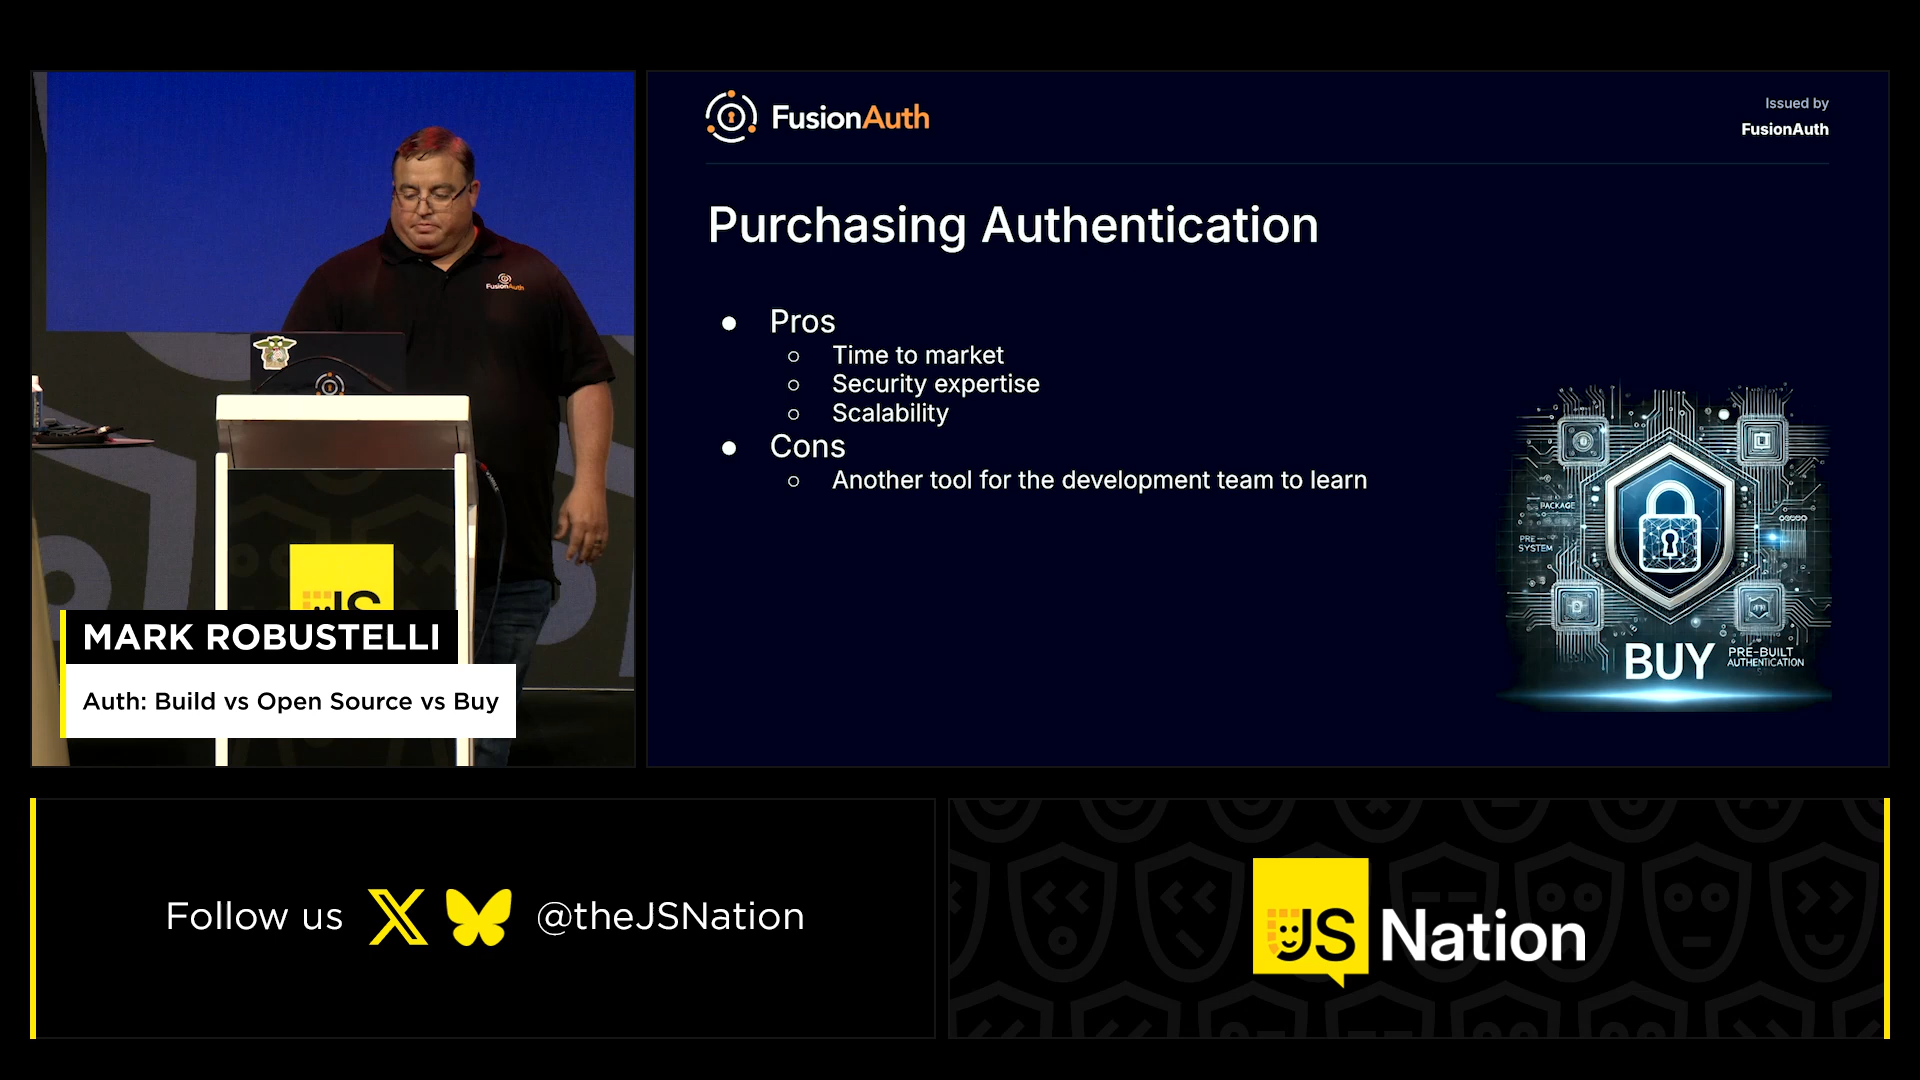 FusionAuth
Issued by
FusionAuth
Purchasing Authentication
Pros
Time to market
Security expertise
Scalability
Cons
Another tool for the development team to learn
PACKAGE
PRE
SYSTEM
BUY
PRE-BUILT
AUTHENTICATION
FusionAuth
JS
MARK ROBUSTELLI
Auth: Build vs Open Source vs Buy
Follow us
@theJSNation
JS Nation